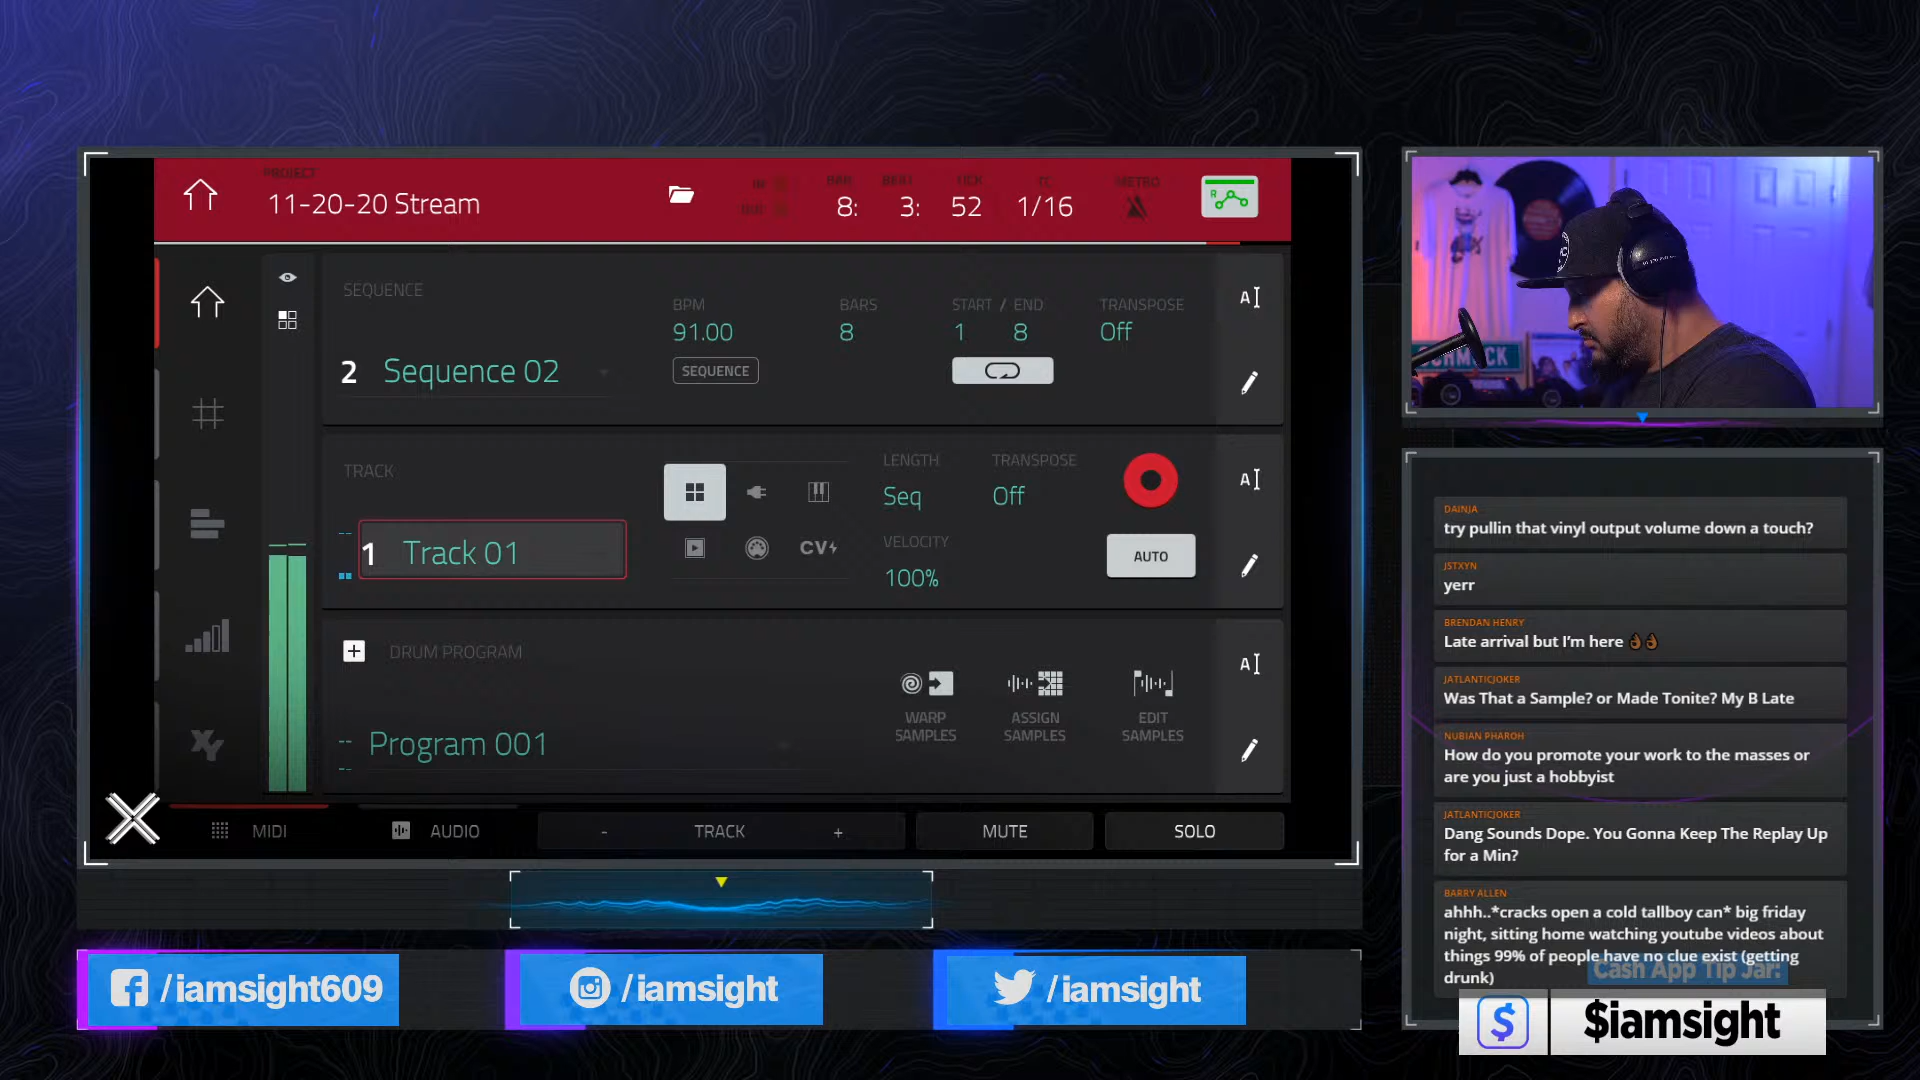 PROJECT
11-20-20 Stream
BAR BEAT TICK TC METRO
8: 3: 52 1/16
SEQUENCE
2 Sequence 02
BPM
91.00
SEQUENCE
BARS
8
START / END
1 8
TRANSPOSE
Off
TRACK
1 Track 01
CV
LENGTH
Seq
TRANSPOSE
Off
VELOCITY
100%
AUTO
DRUM PROGRAM
Program 001
WARP
SAMPLES
ASSIGN
SAMPLES
EDIT
SAMPLES
XY
MIDI
AUDIO
- TRACK +
MUTE
SOLO
/iamsight609
/iamsight
/iamsight
DAINJA
try pullin that vinyl output volume down a touch?
JSTXYN
yerr
BRENDAN HENRY
Late arrival but I'm here 👌🏾👌🏾
JATLANTICJOKER
Was That a Sample? or Made Tonite? My B Late
NUBIAN PHAROH
How do you promote your work to the masses or
are you just a hobbyist
JATLANTICJOKER
Dang Sounds Dope. You Gonna Keep The Replay Up
for a Min?
BARRY ALLEN
ahhh..*cracks open a cold tallboy can* big friday
night, sitting home watching youtube videos about
things 99% of people have no clue exist (getting
drunk)
Cash App Tip Jar:
$iamsight